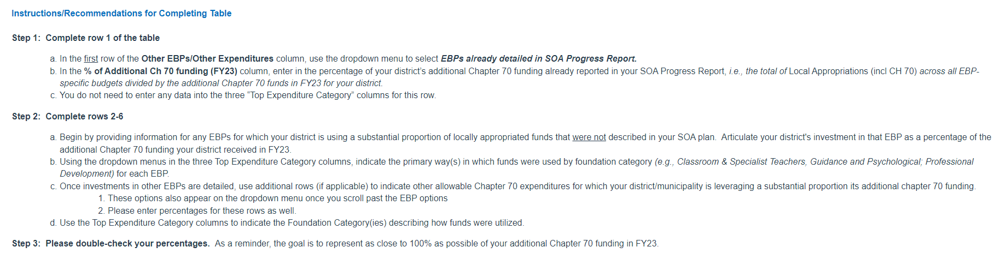 Instructions/Recommendations for Completing Table
Step 1: Complete row 1 of the table
a. In the first row of the Other EBPs/Other Expenditures column, use the dropdown menu to select EBPs already detailed in SOA Progress Report.
b. In the % of Additional Ch 70 funding (FY23) column, enter in the percentage of your district's additional Chapter 70 funding already reported in your SOA Progress Report, i.e., the total of Local Appropriations (incl CH 70) across all EBP-
specific budgets divided by the additional Chapter 70 funds in FY23 for your district.
c. You do not need to enter any data into the three “Top Expenditure Category” columns for this row.
Step 2: Complete rows 2-6
a. Begin by providing information for any EBPs for which your district is using a substantial proportion of locally appropriated funds that were not described in your SOA plan. Articulate your district's investment in that EBP as a percentage of the
additional Chapter 70 funding your district received in FY23.
b. Using the dropdown menus in the three Top Expenditure Category columns, indicate the primary way(s) in which funds were used by foundation category (e.g., Classroom & Specialist Teachers, Guidance and Psychological; Professional
Development) for each EBP.
c. Once investments in other EBPs are detailed, use additional rows (if applicable) to indicate other allowable Chapter 70 expenditures for which your district/municipality is leveraging a substantial proportion its additional chapter 70 funding.
1. These options also appear on the dropdown menu once you scroll past the EBP options
2. Please enter percentages for these rows as well.
d. Use the Top Expenditure Category columns to indicate the Foundation Category(ies) describing how funds were utilized.
Step 3: Please double-check your percentages. As a reminder, the goal is to represent as close to 100% as possible of your additional Chapter 70 funding in FY23.